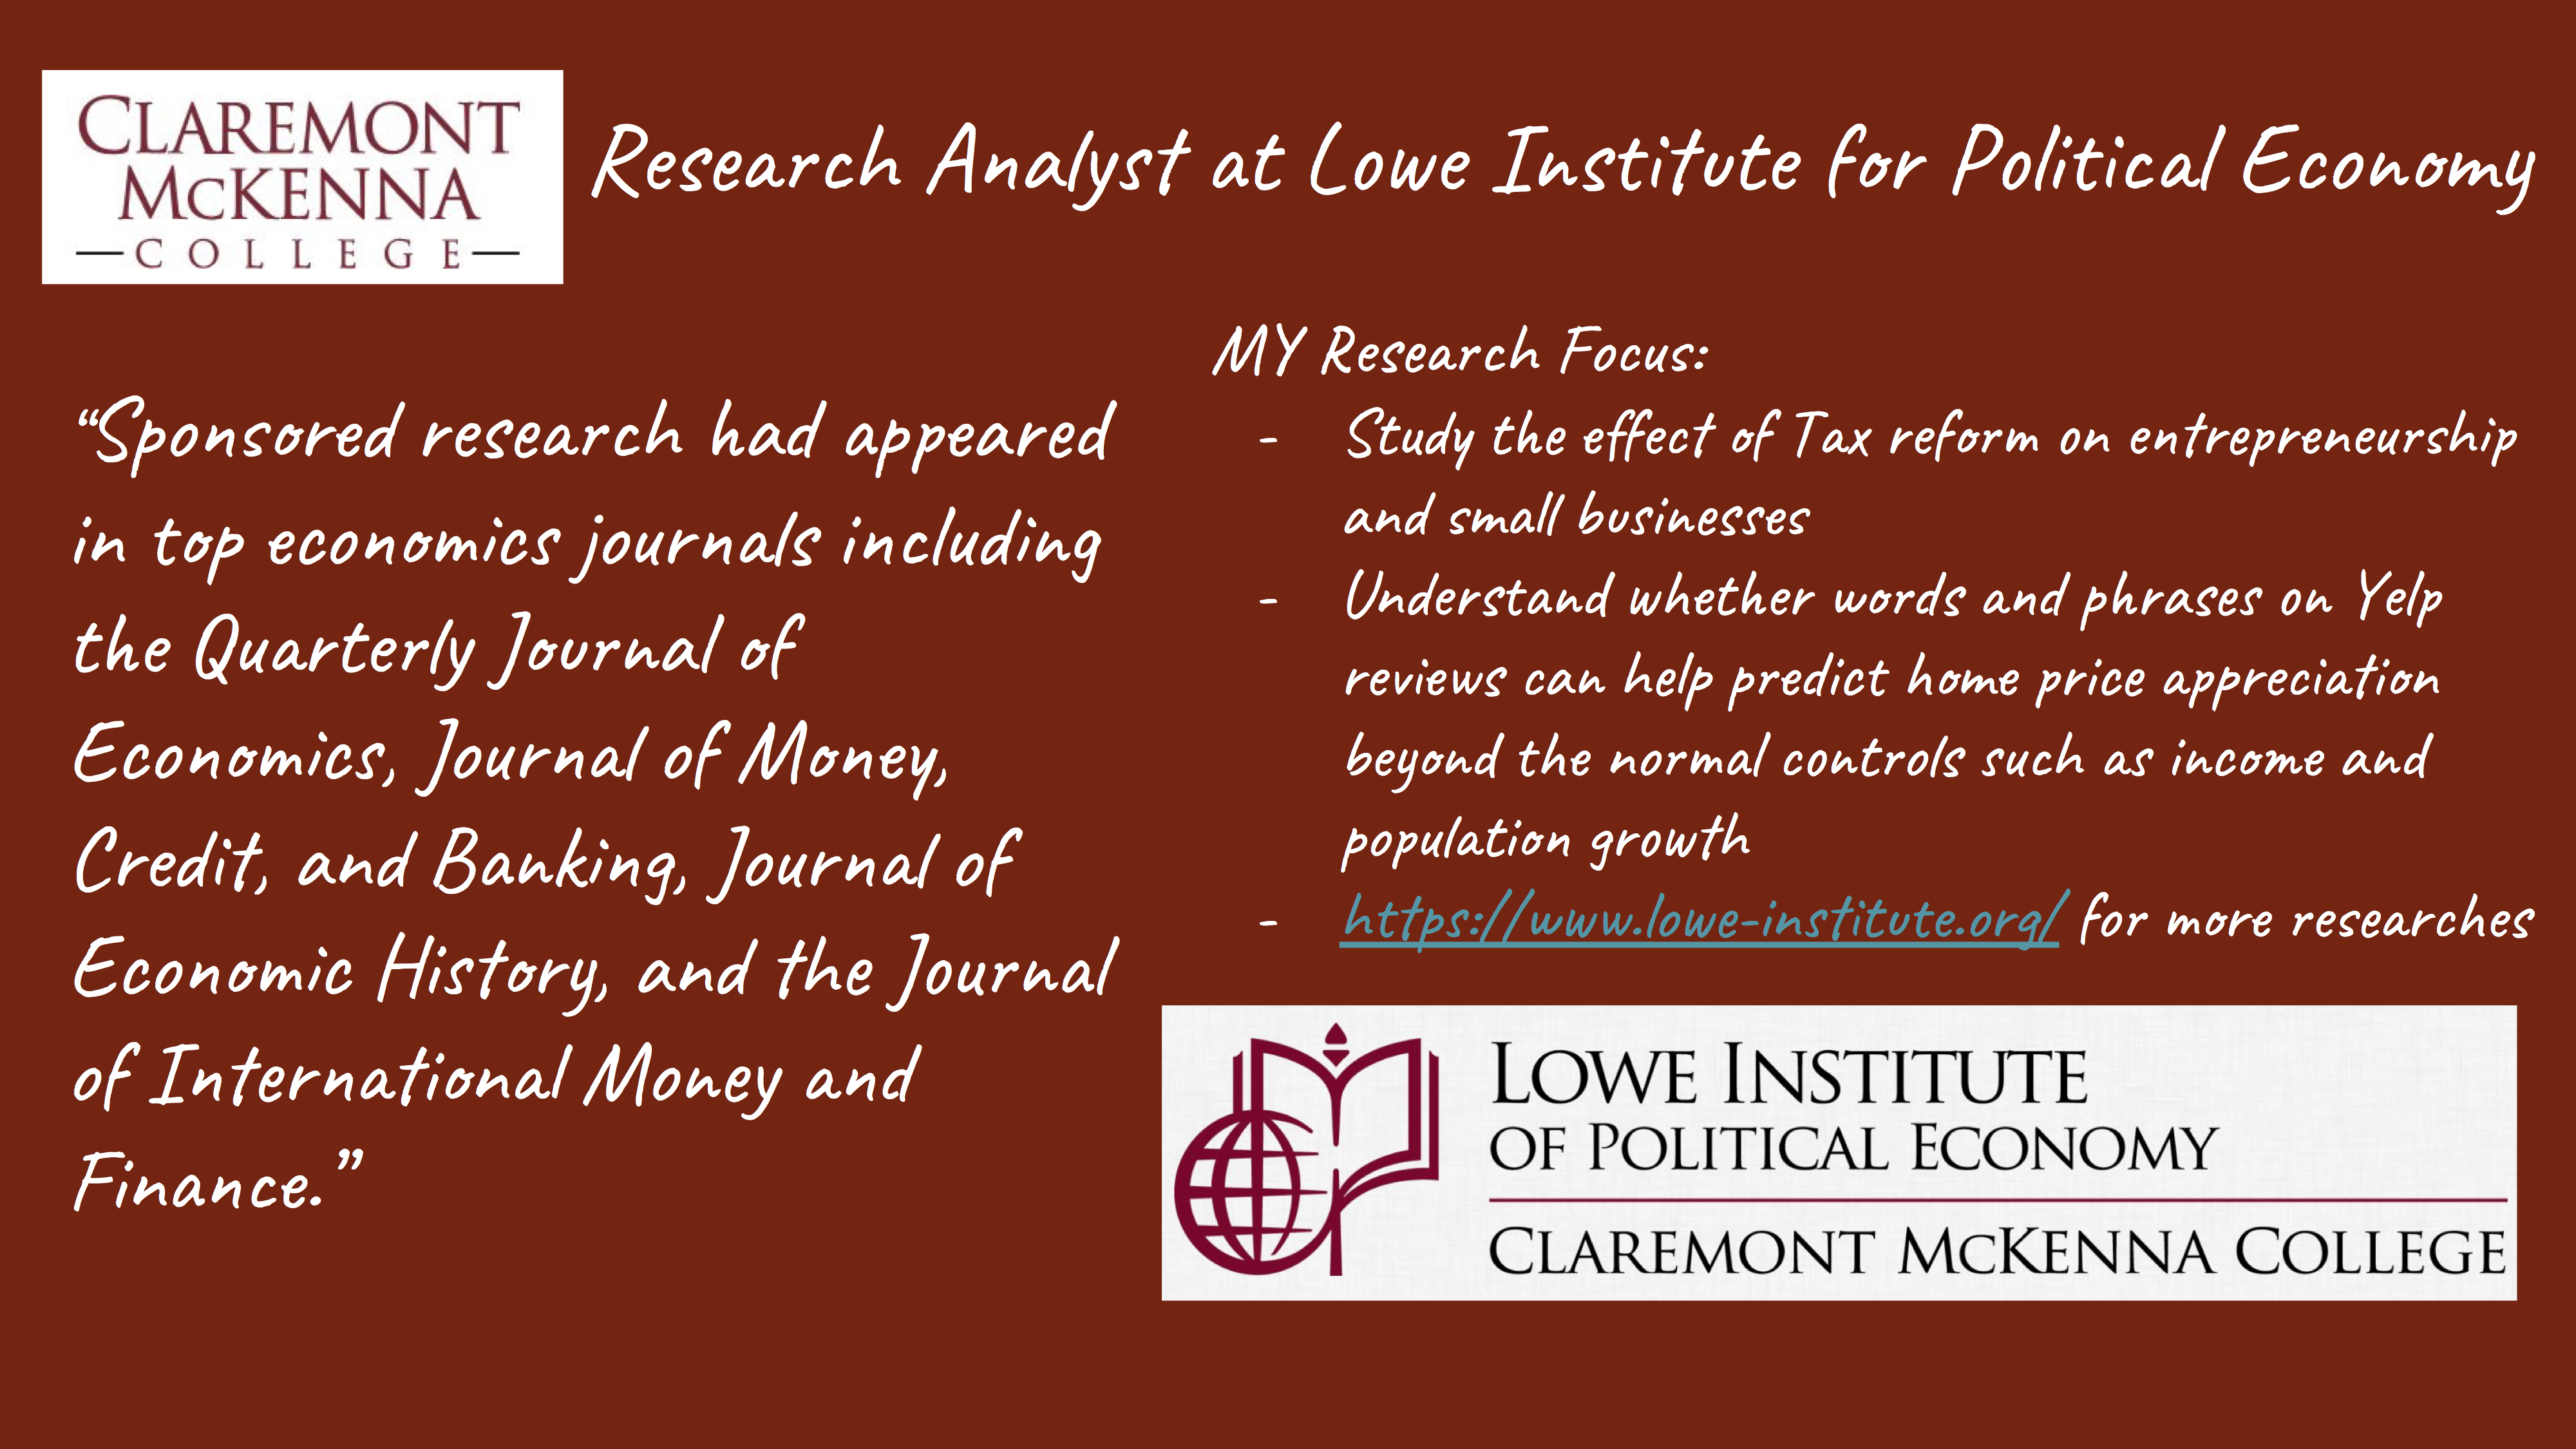 CLAREMONT
MCKENNA
COLLEGE
Research Analyst at Lowe Institute for Political Economy
“Sponsored research had appeared
in top economics journals including
the Quarterly Journal of
Economics, Journal of Money,
Credit, and Banking, Journal of
Economic History, and the Journal
of International Money and
Finance.”
MY Research Focus:
- Study the effect of Tax reform on entrepreneurship
and small businesses
- Understand whether words and phrases on Yelp
reviews can help predict home price appreciation
beyond the normal controls such as income and
population growth
- https://www.lowe-institute.org/ for more researches
LOWE INSTITUTE
OF POLITICAL ECONOMY
CLAREMONT MCKENNA COLLEGE